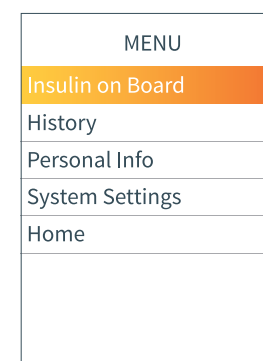 MENU
Insulin on Board
History
Personal Info
System Settings
Home